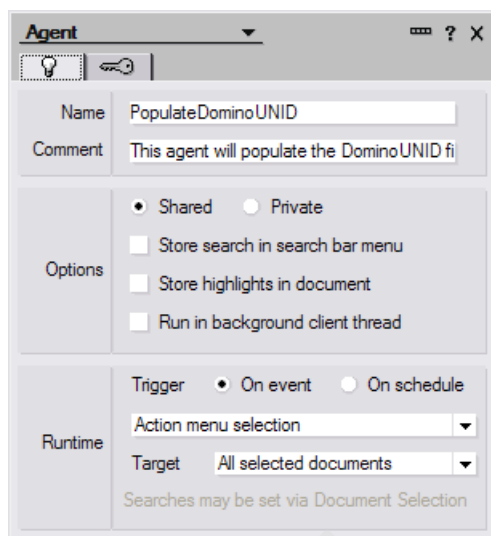 Agent ? X
Name PopulateDominoUNID
Comment This agent will populate the DominoUNID fi
Shared Private
Store search in search bar menu
Options
Store highlights in document
Run in background client thread
Trigger On event On schedule
Action menu selection
Runtime
Target All selected documents
Searches may be set via Document Selection